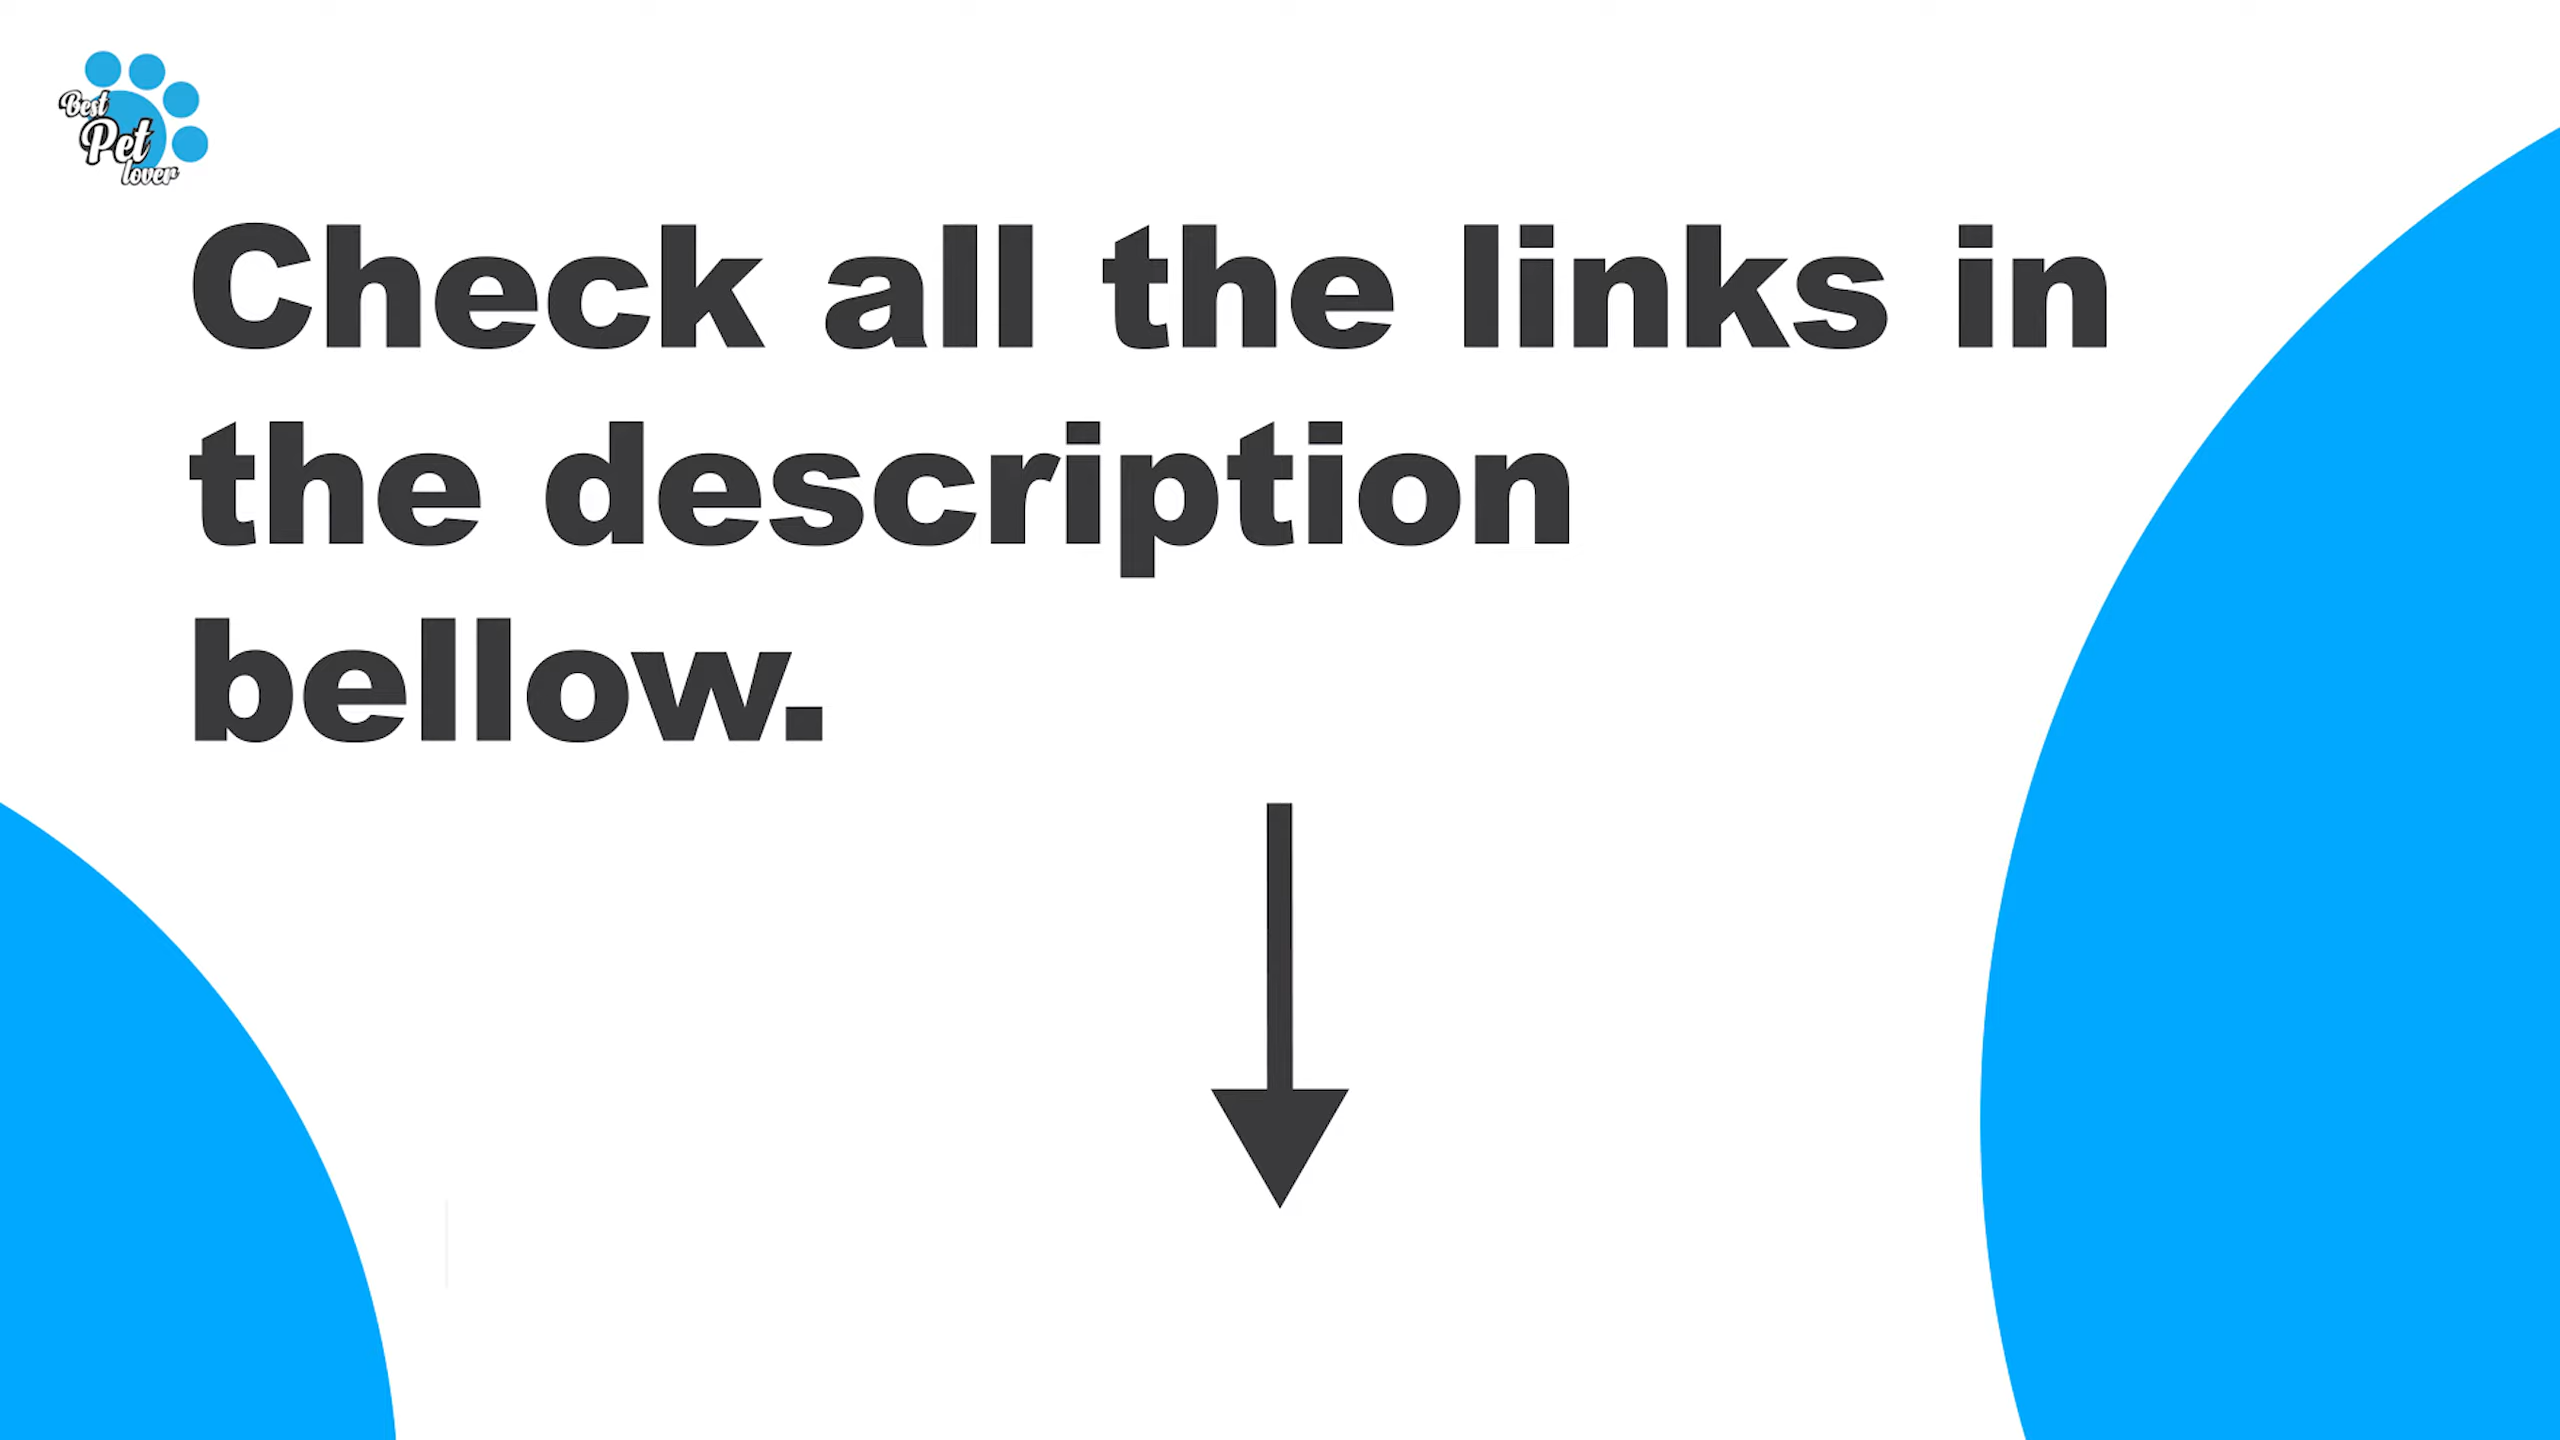 Best
Pet
lover
Check all the links in
the description
bellow.